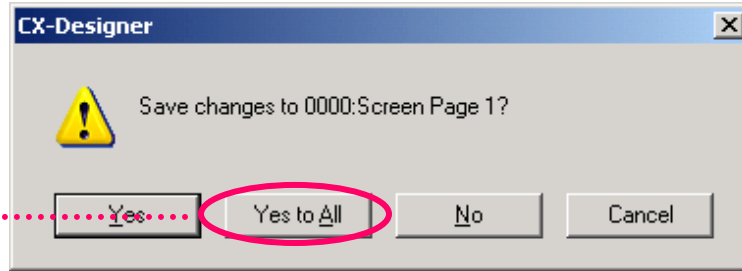 CX-Designer
Save changes to 0000:Screen Page 1?
Yes Yes to All No Cancel